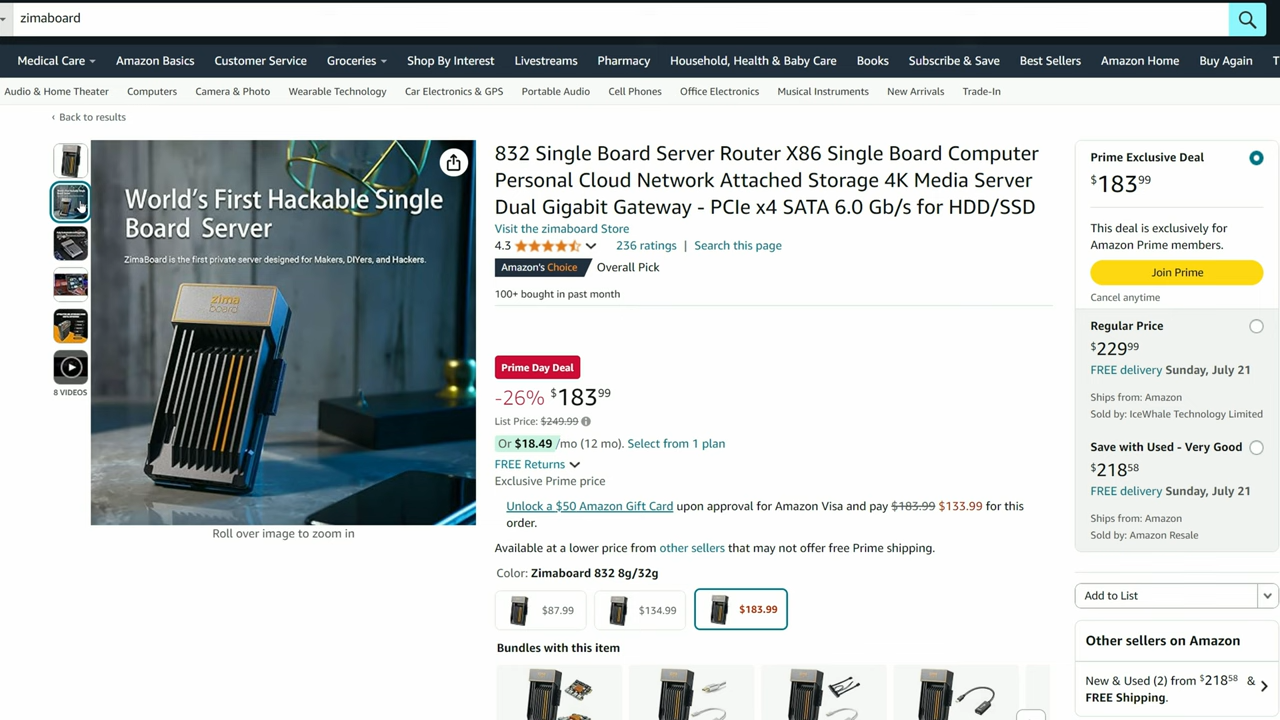 zimaboard
Medical Care Amazon Basics Customer Service Groceries Shop By Interest Livestreams Pharmacy Household, Health & Baby Care Books Subscribe & Save Best Sellers Amazon Home Buy Again T
Audio & Home Theater Computers Camera & Photo Wearable Technology Car Electronics & GPS Portable Audio Cell Phones Office Electronics Musical Instruments New Arrivals Trade-In
‹ Back to results
World's First Hackable Single
Board Server
ZimaBoard is the first private server designed for Makers, DIYers, and Hackers.
zima
board
8 VIDEOS
Roll over image to zoom in
832 Single Board Server Router X86 Single Board Computer
Personal Cloud Network Attached Storage 4K Media Server
Dual Gigabit Gateway - PCIe x4 SATA 6.0 Gb/s for HDD/SSD
Visit the zimaboard Store
4.3 236 ratings | Search this page
Amazon's Choice Overall Pick
100+ bought in past month
Prime Day Deal
-26% $183 99
List Price: $249.99
Or $18.49 /mo (12 mo). Select from 1 plan
FREE Returns
Exclusive Prime price
Unlock a $50 Amazon Gift Card upon approval for Amazon Visa and pay $183.99 $133.99 for this
order.
Available at a lower price from other sellers that may not offer free Prime shipping.
Color: Zimaboard 832 8g/32g
$87.99 $134.99 $183.99
Bundles with this item
Prime Exclusive Deal
$183 99
This deal is exclusively for
Amazon Prime members.
Join Prime
Cancel anytime
Regular Price
$229 99
FREE delivery Sunday, July 21
Ships from: Amazon
Sold by: IceWhale Technology Limited
Save with Used - Very Good
$218 58
FREE delivery Sunday, July 21
Ships from: Amazon
Sold by: Amazon Resale
Add to List
Other sellers on Amazon
New & Used (2) from $218 58 &
FREE Shipping.